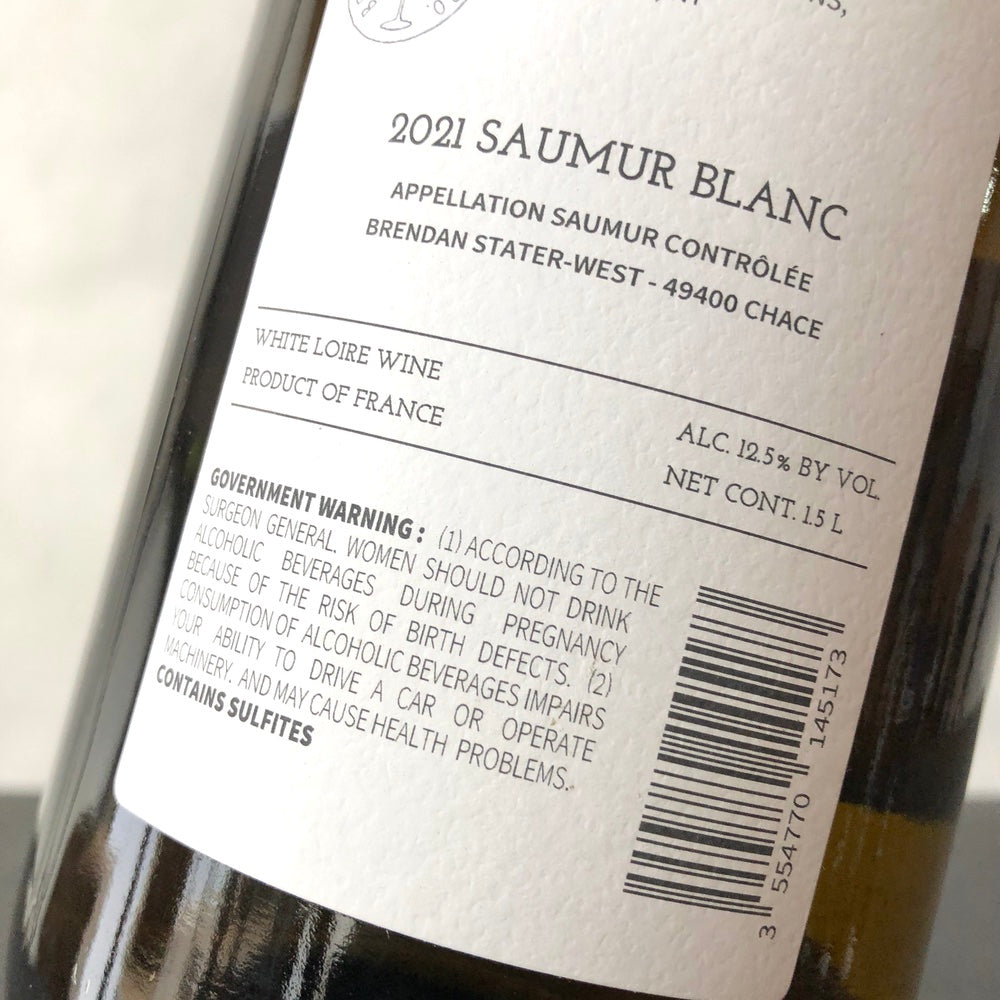 2021 SAUMUR BLANC
APPELLATION SAUMUR CONTRÔLÉE
BRENDAN STATER-WEST - 49400 CHACE
WHITE LOIRE WINE
PRODUCT OF FRANCE
ALC. 12.5% BY VOL.
NET CONT. 1.5 L
GOVERNMENT WARNING : (1) ACCORDING TO THE
SURGEON GENERAL, WOMEN SHOULD NOT DRINK
ALCOHOLIC BEVERAGES DURING PREGNANCY
BECAUSE OF THE RISK OF BIRTH DEFECTS. (2)
CONSUMPTION OF ALCOHOLIC BEVERAGES IMPAIRS
YOUR ABILITY TO DRIVE A CAR OR OPERATE
MACHINERY. AND MAY CAUSE HEALTH PROBLEMS.
CONTAINS SULFITES
3 554770 145173